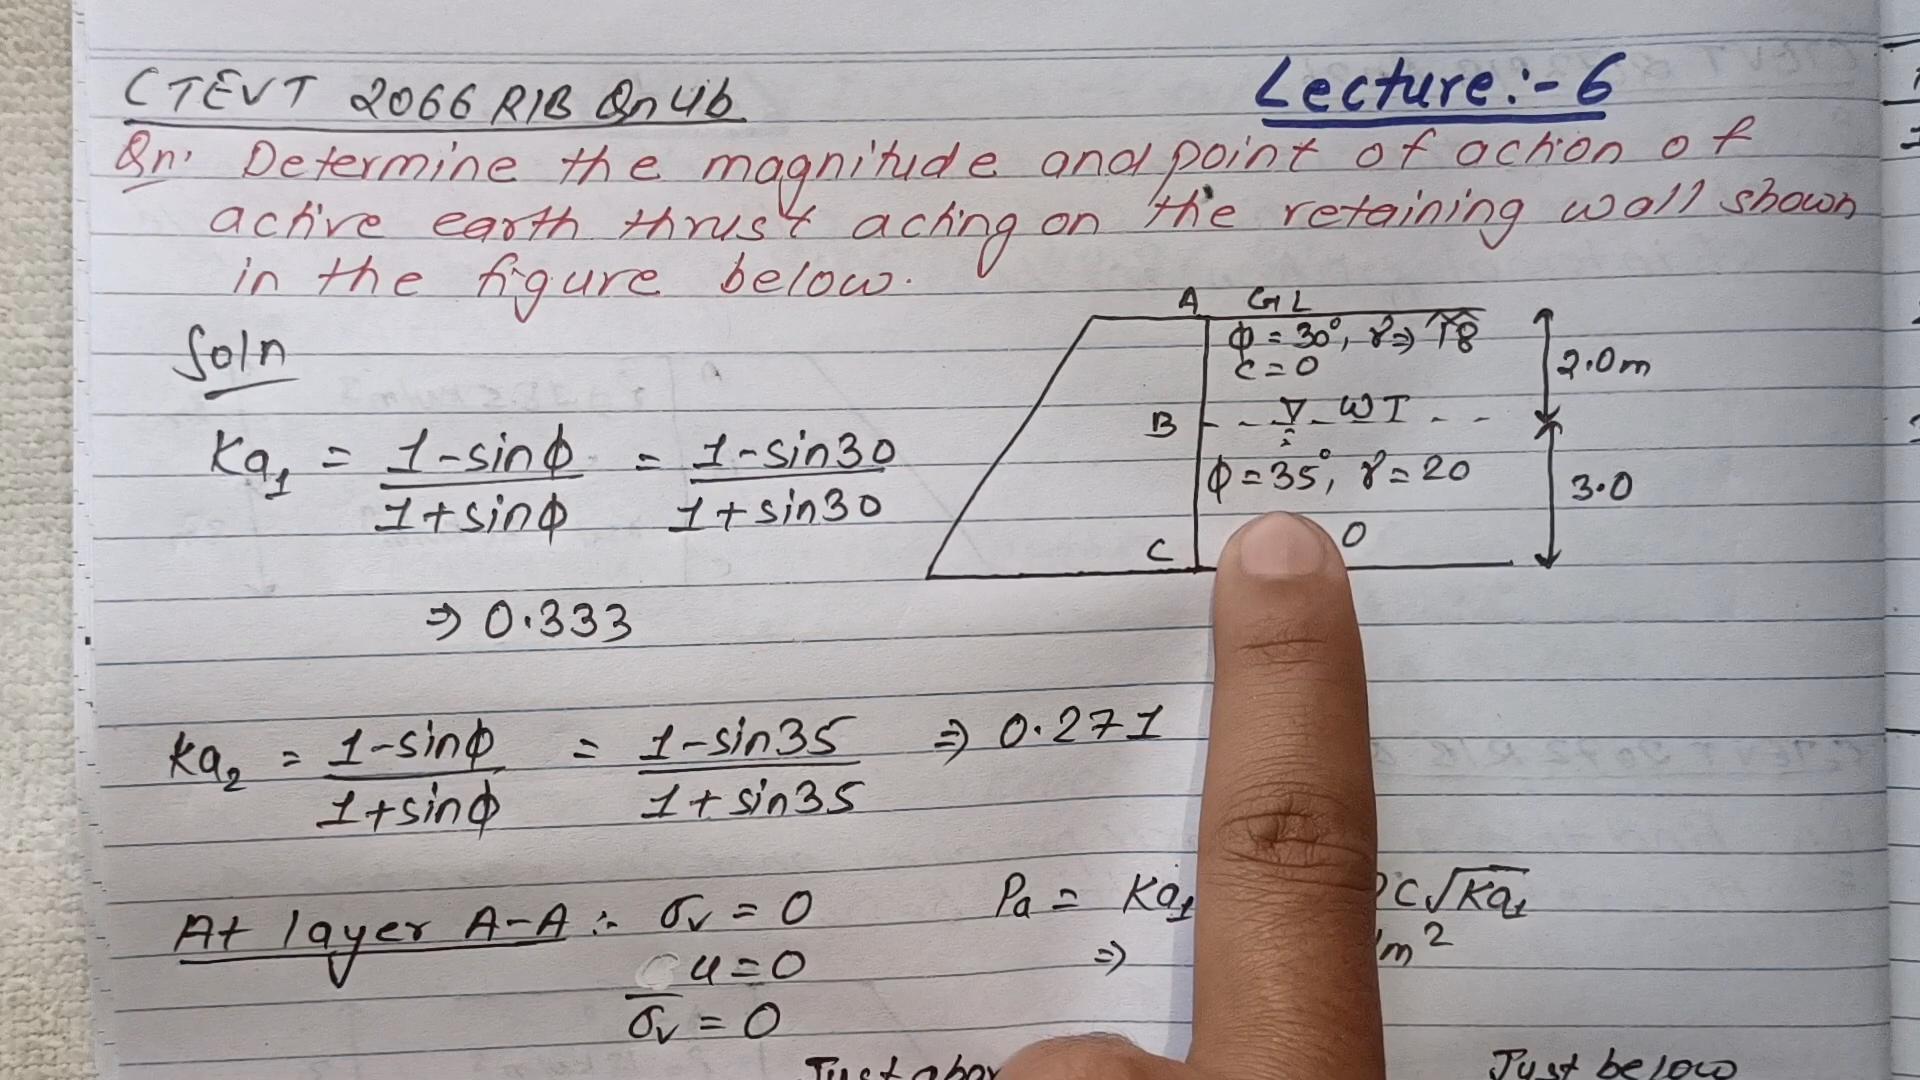 CTEVT 2066 R/B Qn 4b
Lecture:- 6
Qn. Determine the magnitude and point of action of
active earth thrust acting on the retaining wall shown
in the figure below.
Soln
A GL
ϕ = 30°, γ ⇒ 18
C = 0
2.0m
B WT
ϕ = 35°, γ = 20
3.0
C 0
Ka₁ = 1-sinϕ / 1+sinϕ = 1-sin30 / 1+sin30
⇒ 0.333
Ka₂ = 1-sinϕ / 1+sinϕ = 1-sin35 / 1+sin35 ⇒ 0.271
At layer A-A :- σv = 0
u = 0
σ̅v = 0
Pa = Ka₁ C√Ka₁
⇒ /m²
Just
Just below